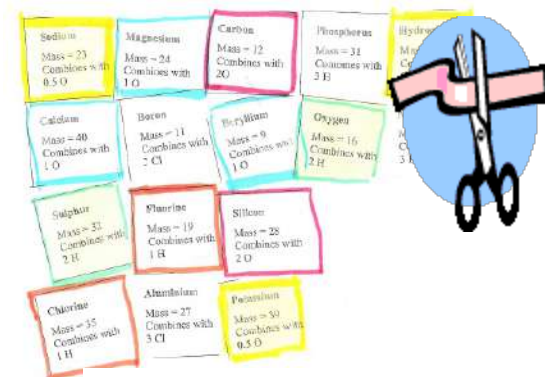 Sodium
Mass = 23
Combines with
0.5 O
Magnesium
Mass = 24
Combines with
1 O
Carbon
Mass = 12
Combines with
2O
Phosphorus
Mass = 31
Combines with
3 H
Calcium
Mass = 40
Combines with
1 O
Boron
Mass = 11
Combines with
Cl
Beryllium
Mass = 9
Combines with
1 O
Oxygen
Mass = 16
Combines with
2 H
Sulphur
Mass = 32
Combines with
2 H
Fluorine
Mass = 19
Combines with
1 H
Silicon
Mass = 28
Combines with
2 O
Chlorine
Mass = 35
Combines with
1 H
Aluminium
Mass = 27
Combines with
3 Cl
Potassium
Mass = 39
Combines with
0.5 O